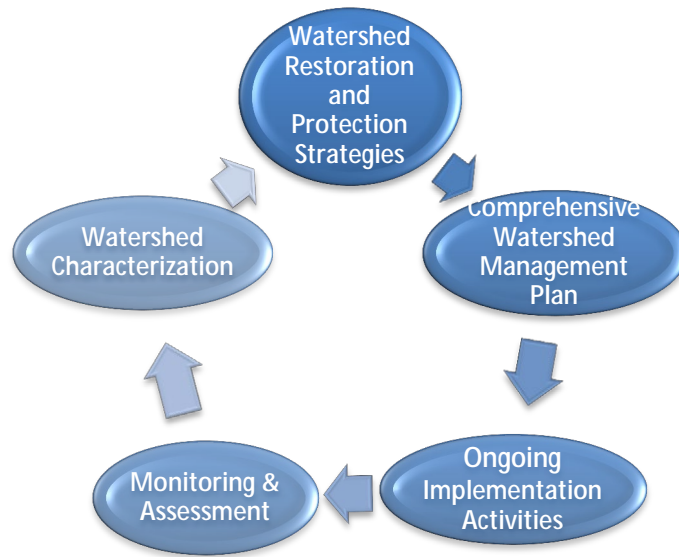 Watershed
Restoration
and
Protection
Strategies
Comprehensive
Watershed
Management
Plan
Ongoing
Implementation
Activities
Monitoring &
Assessment
Watershed
Characterization